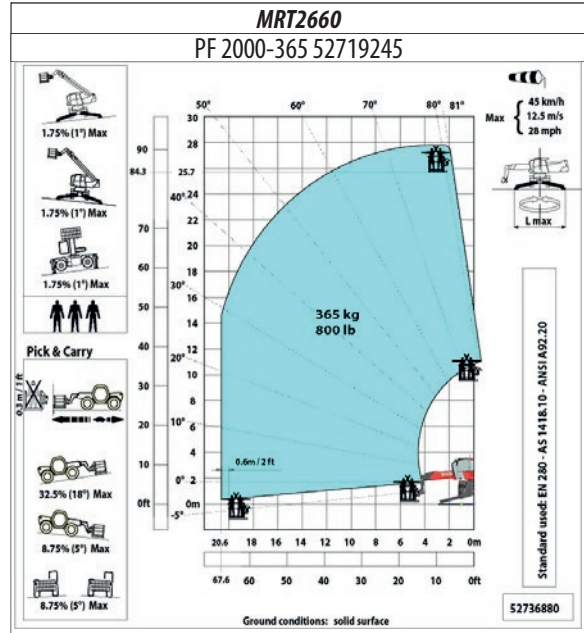 MRT2660
PF 2000-365 52719245
1.75% (1°) Max
1.75% (1°) Max
1.75% (1°) Max
Pick & Carry
0.3 m / 1 ft
32.5% (18°) Max
8.75% (5°) Max
8.75% (5°) Max
50°
60°
70°
80°
81°
40°
30°
20°
10°
0°
-5°
90
84.3
70
60
50
40
30
20
10
0ft
30
28
25.7
24
22
20
18
16
14
12
10
8
6
4
2
0m
365 kg
800 lb
0.6m / 2 ft
20.6 18 16 14 12 10 8 6 4 2 0m
67.6 60 50 40 30 20 10 0ft
Ground conditions: solid surface
Max
45 km/h
12.5 m/s
28 mph
L max
Standard used: EN 280 - AS 1418.10 - ANSI A92.20
52736880